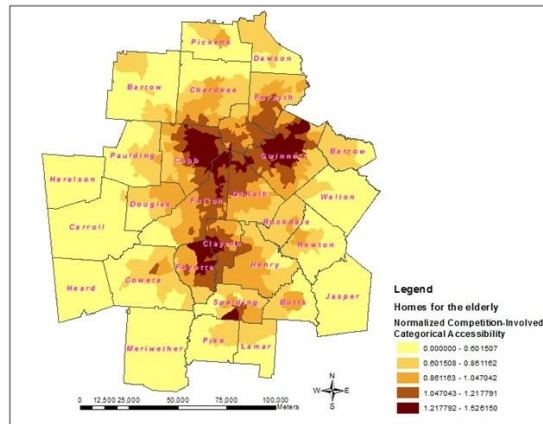 Pickens
Dawson
Bartow
Cherokee
Forsyth
Paulding
Cobb
Gwinnet
Barrow
Haralson
Douglas
Fulton
DeKalb
Walton
Rockdale
Carroll
Clayton
Newton
Fayette
Henry
Heard
Coweta
Spalding
Butts
Jasper
Meriwether
Pike
Lamar
Legend
Homes for the elderly
Normalized Competition-Involved
Categorical Accessibility
0.000000 - 0.601507
0.601508 - 0.861162
0.861163 - 1.047042
1.047043 - 1.217791
1.217792 - 1.526150
N
W E
S
0 12,500 25,000 50,000 75,000 100,000
Meters